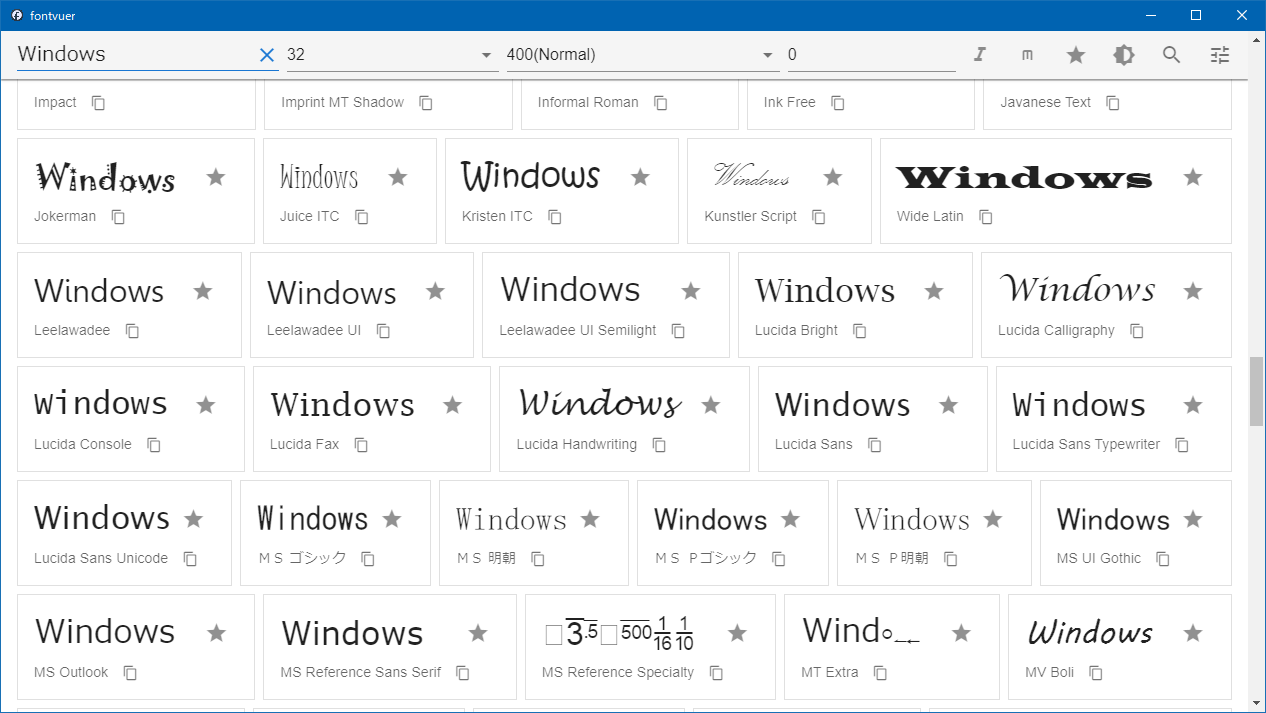 fontvuer
Windows 32 400(Normal) 0 I m
Impact Imprint MT Shadow Informal Roman Ink Free Javanese Text
Windows Windows Windows Windows Windows
Jokerman Juice ITC Kristen ITC Kunstler Script Wide Latin
Windows Windows Windows Windows Windows
Leelawadee Leelawadee UI Leelawadee UI Semilight Lucida Bright Lucida Calligraphy
Windows Windows Windows Windows Windows
Lucida Console Lucida Fax Lucida Handwriting Lucida Sans Lucida Sans Typewriter
Windows Windows Windows Windows Windows Windows
Lucida Sans Unicode ＭＳ ゴシック ＭＳ 明朝 ＭＳ Ｐゴシック ＭＳ Ｐ明朝 MS UI Gothic
Windows Windows 3.5 500 1/16 1/10 Wind Windows
MS Outlook MS Reference Sans Serif MS Reference Specialty MT Extra MV Boli